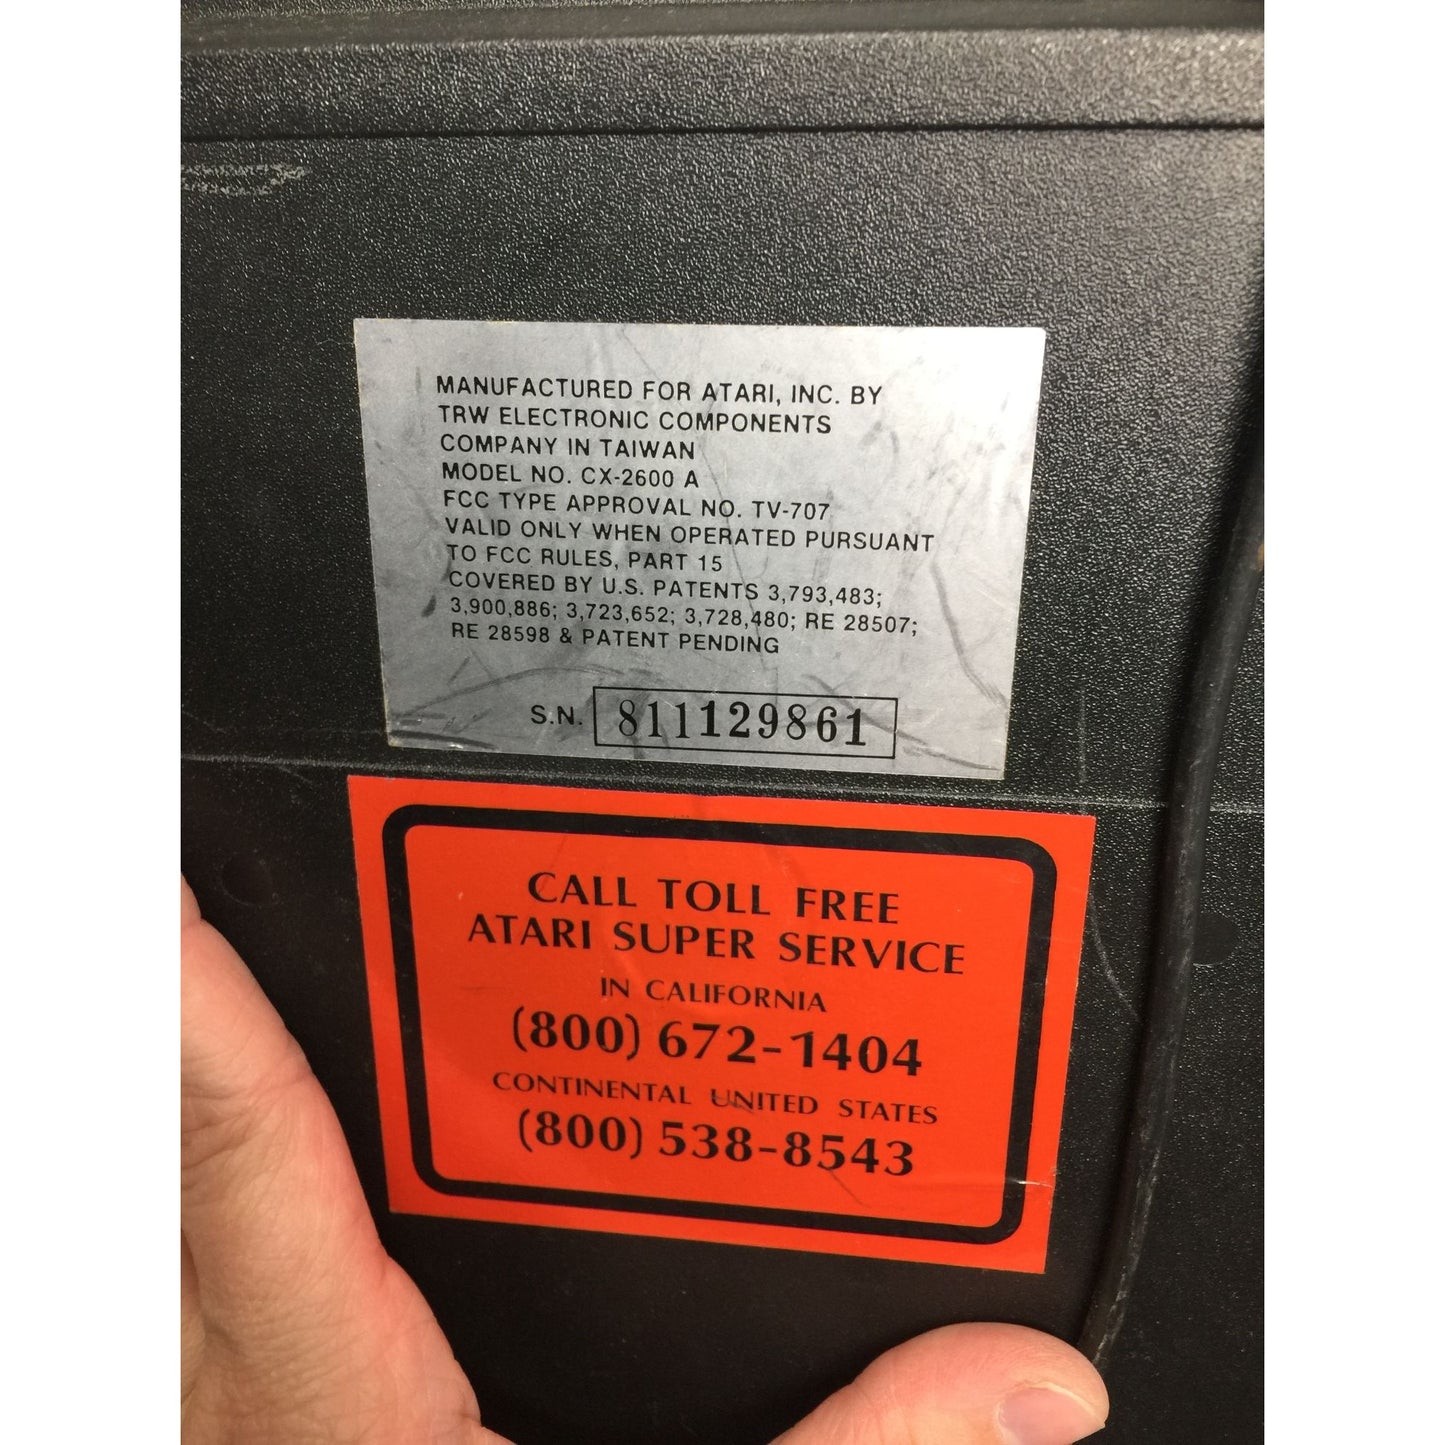 MANUFACTURED FOR ATARI, INC. BY
TRW ELECTRONIC COMPONENTS
COMPANY IN TAIWAN
MODEL NO. CX-2600 A
FCC TYPE APPROVAL NO. TV-707
VALID ONLY WHEN OPERATED PURSUANT
TO FCC RULES, PART 15
COVERED BY U.S. PATENTS 3,793,483;
3,900,886; 3,723,652; 3,728,480; RE 28507;
RE 28598 & PATENT PENDING
S.N. 811129861
CALL TOLL FREE
ATARI SUPER SERVICE
IN CALIFORNIA
(800) 672-1404
CONTINENTAL UNITED STATES
(800) 538-8543